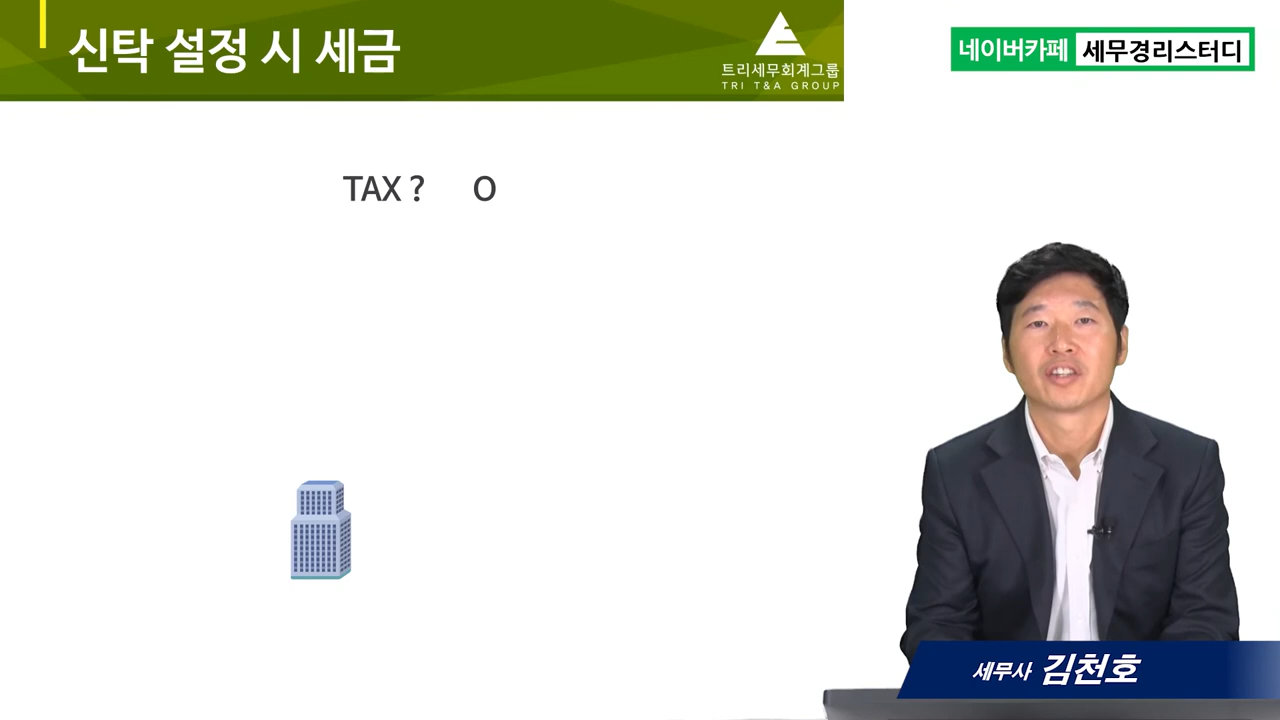 신탁 설정 시 세금
트리세무회계그룹
TRI T&A GROUP
네이버카페 세무경리스터디
TAX ? O
세무사 김천호